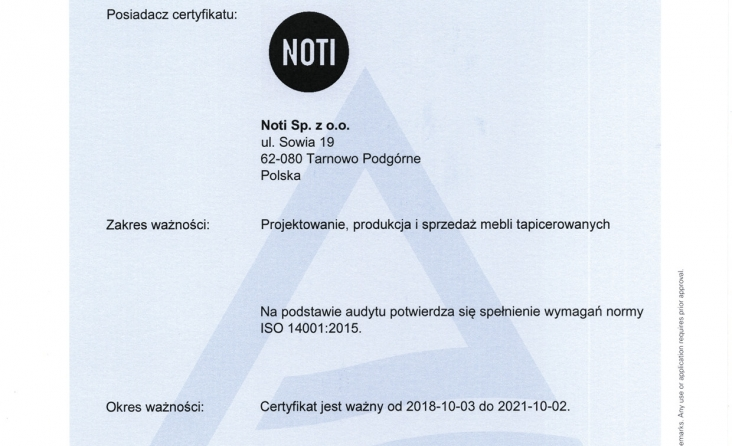 Posiadacz certyfikatu:
NOTI
Noti Sp. z o.o.
ul. Sowia 19
62-080 Tarnowo Podgórne
Polska
Zakres ważności:
Projektowanie, produkcja i sprzedaż mebli tapicerowanych
Na podstawie audytu potwierdza się spełnienie wymagań normy
ISO 14001:2015.
Okres ważności:
Certyfikat jest ważny od 2018-10-03 do 2021-10-02.
emarks. Any use or application requires prior approval.